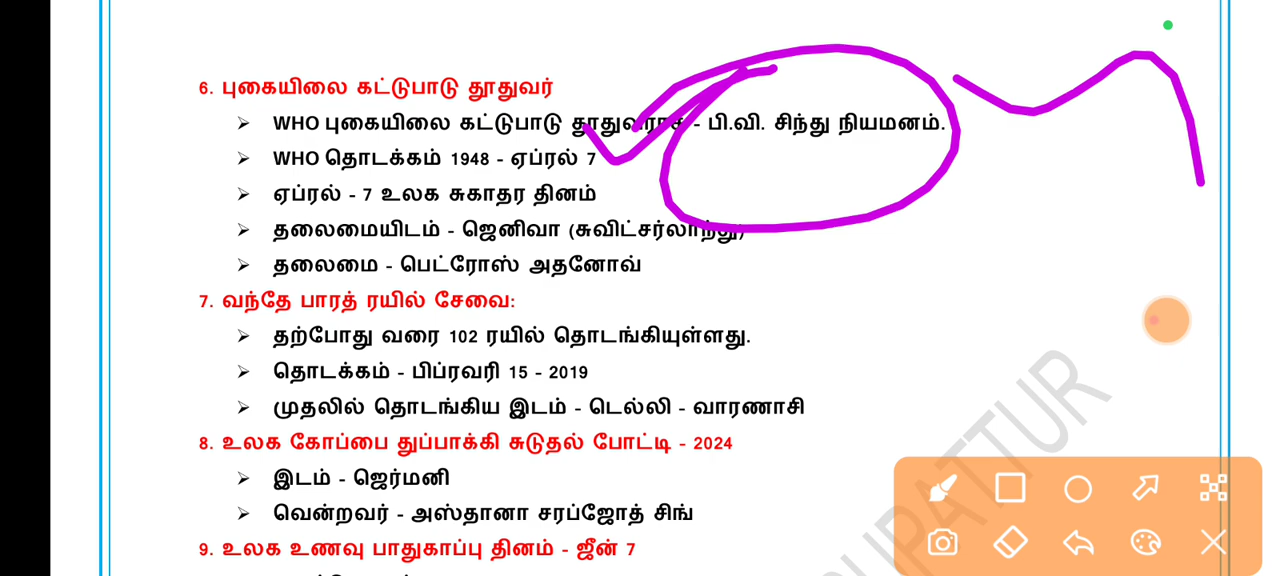 6. புகையிலை கட்டுபாடு தூதுவர்
➢ WHO புகையிலை கட்டுபாடு தூதுவராக - பி.வி. சிந்து நியமனம்.
➢ WHO தொடக்கம் 1948 - ஏப்ரல் 7
➢ ஏப்ரல் - 7 உலக சுகாதர தினம்
➢ தலைமையிடம் - ஜெனிவா (சுவிட்சர்லாந்து)
➢ தலைமை - பெட்ரோஸ் அதனோவ்
7. வந்தே பாரத் ரயில் சேவை:
➢ தற்போது வரை 102 ரயில் தொடங்கியுள்ளது.
➢ தொடக்கம் - பிப்ரவரி 15 - 2019
➢ முதலில் தொடங்கிய இடம் - டெல்லி - வாரணாசி
8. உலக கோப்பை துப்பாக்கி சுடுதல் போட்டி - 2024
➢ இடம் - ஜெர்மனி
➢ வென்றவர் - அஸ்தானா சரப்ஜோத் சிங்
9. உலக உணவு பாதுகாப்பு தினம் - ஜீன் 7